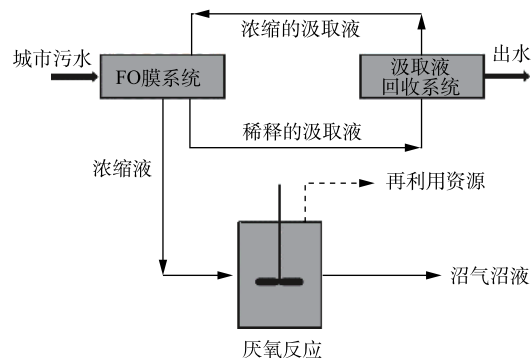 浓缩的汲取液
城市污水
FO膜系统
汲取液
回收系统
出水
稀释的汲取液
浓缩液
再利用资源
沼气沼液
厌氧反应